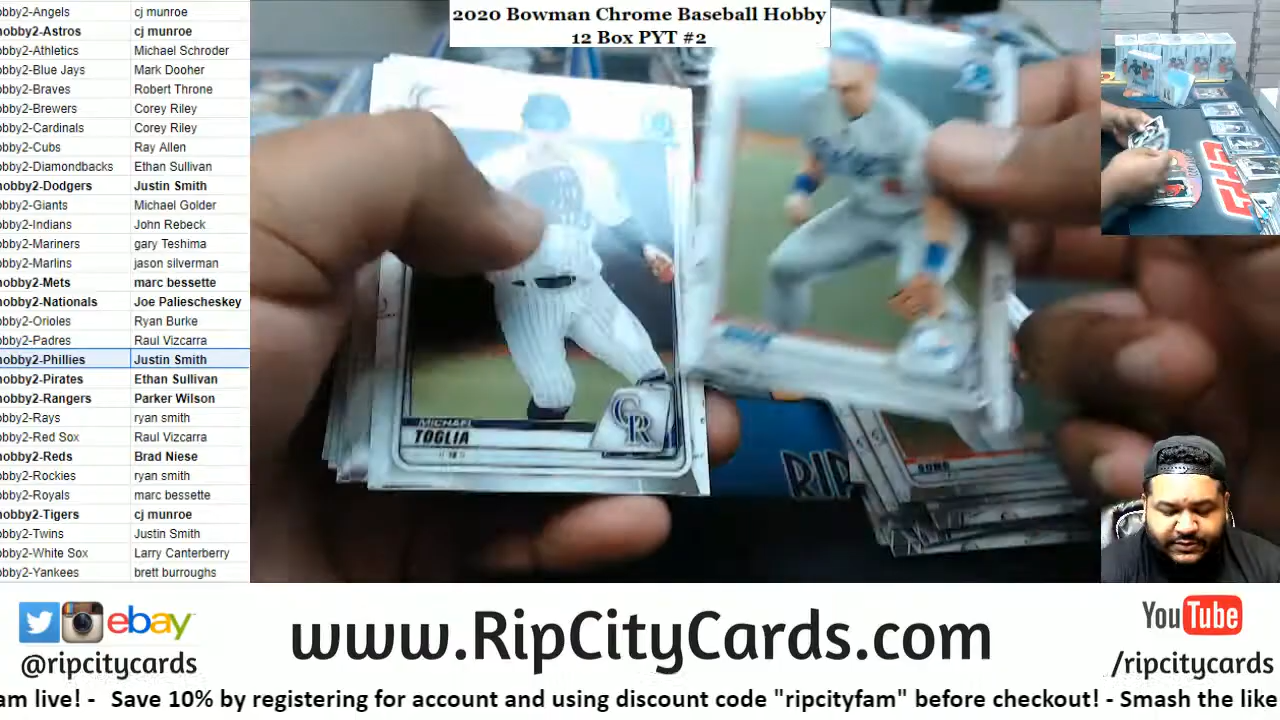 2020 Bowman Chrome Baseball Hobby
12 Box PYT #2
obby2-Angels cj munroe
hobby2-Astros cj munroe
obby2-Athletics Michael Schroder
obby2-Blue Jays Mark Dooher
obby2-Braves Robert Throne
obby2-Brewers Corey Riley
obby2-Cardinals Corey Riley
obby2-Cubs Ray Allen
obby2-Diamondbacks Ethan Sullivan
hobby2-Dodgers Justin Smith
obby2-Giants Michael Golder
obby2-Indians John Rebeck
obby2-Mariners gary Teshima
obby2-Marlins jason silverman
hobby2-Mets marc bessette
hobby2-Nationals Joe Paliescheskey
obby2-Orioles Ryan Burke
obby2-Padres Raul Vizcarra
hobby2-Phillies Justin Smith
hobby2-Pirates Ethan Sullivan
hobby2-Rangers Parker Wilson
obby2-Rays ryan smith
obby2-Red Sox Raul Vizcarra
hobby2-Reds Brad Niese
obby2-Rockies ryan smith
obby2-Royals marc bessette
hobby2-Tigers cj munroe
obby2-Twins Justin Smith
obby2-White Sox Larry Canterberry
obby2-Yankees brett burroughs
MICHAEL
TOGLIA
CR
RIP
ebay
@ripcitycards
www.RipCityCards.com
YouTube
/ripcitycards
am live! - Save 10% by registering for account and using discount code "ripcityfam" before checkout! - Smash the like